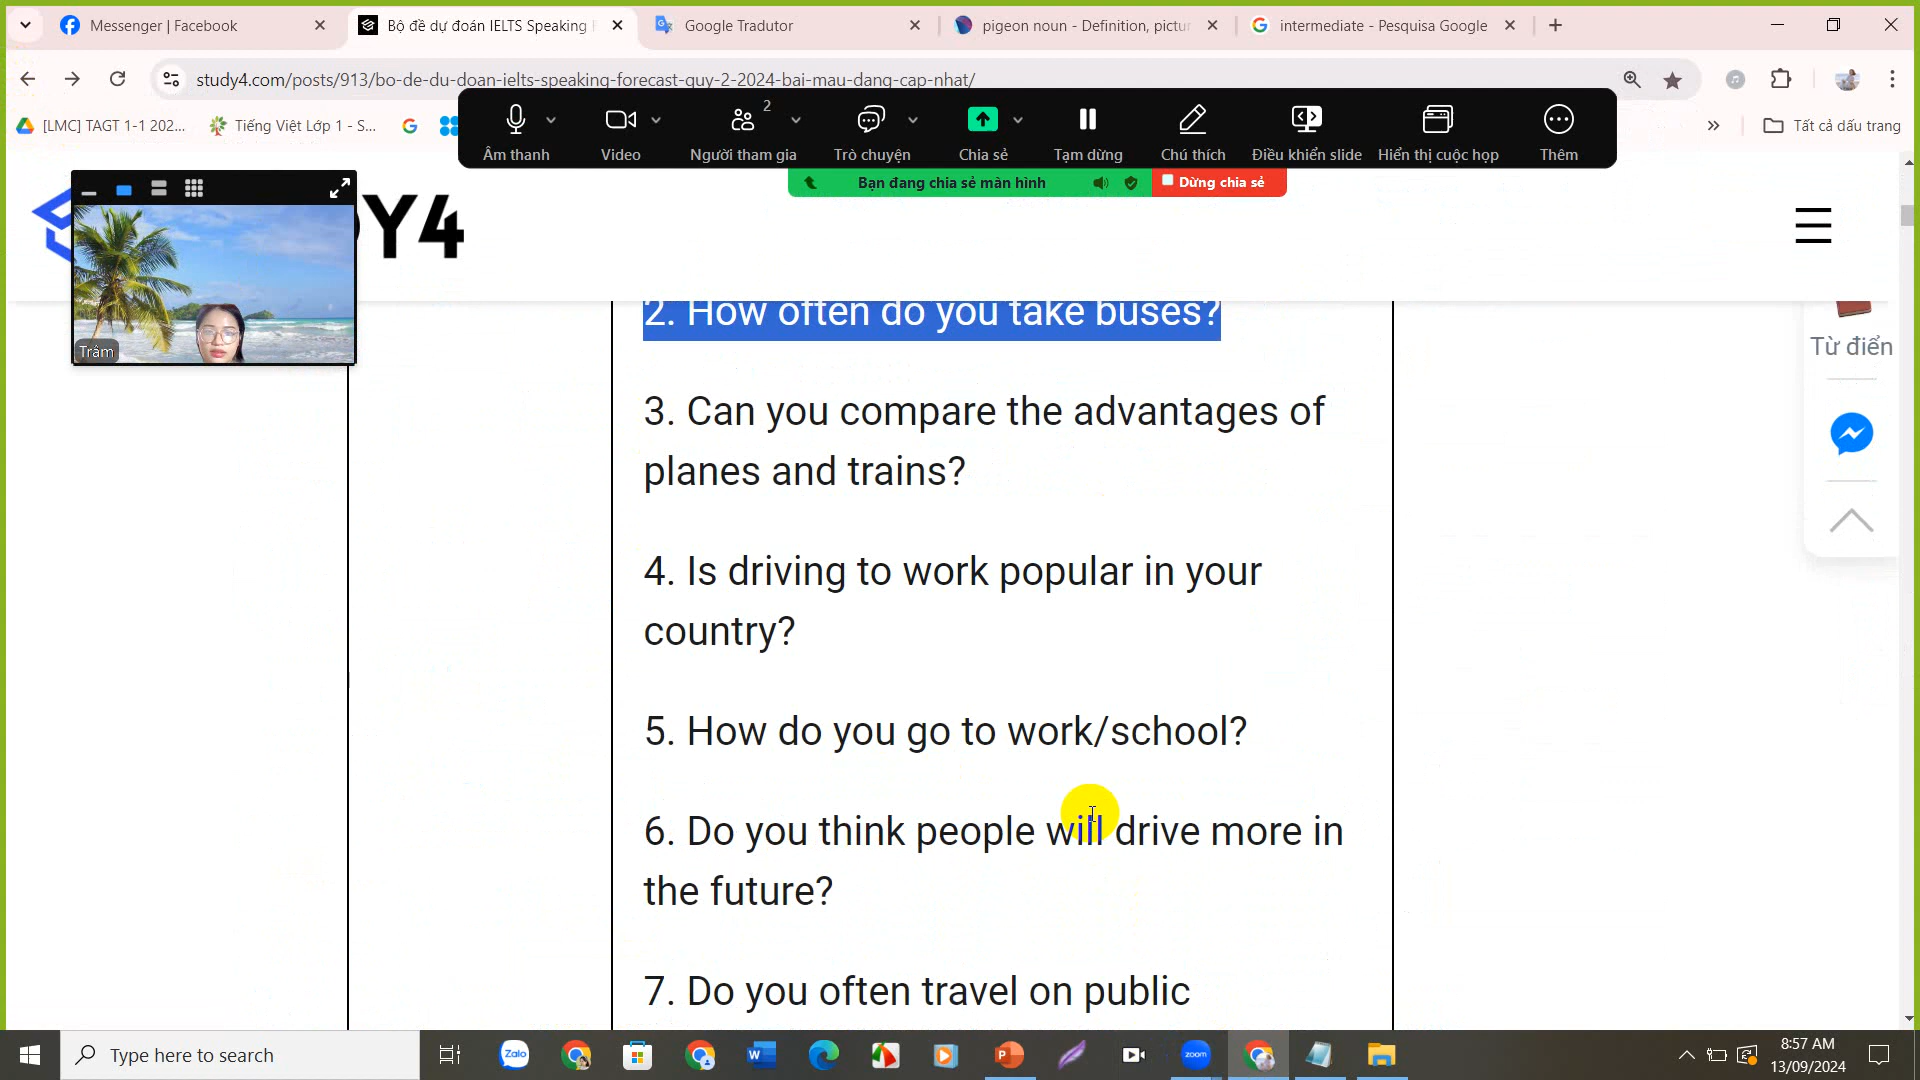 Messenger | Facebook
Bộ đề dự đoán IELTS Speaking
Google Tradutor
pigeon noun - Definition, pictur
intermediate - Pesquisa Google
study4.com/posts/913/bo-de-du-doan-ielts-speaking-forecast-quy-2-2024-bai-mau-dang-cap-nhat/
[LMC] TAGT 1-1 202...
Tiếng Việt Lớp 1 - S...
Tất cả dấu trang
2
Âm thanh
Video
Người tham gia
Trò chuyện
Chia sẻ
Tạm dừng
Chú thích
Điều khiển slide
Hiển thị cuộc họp
Thêm
Bạn đang chia sẻ màn hình
Dừng chia sẻ
Y4
Trâm
2. How often do you take buses?
3. Can you compare the advantages of
planes and trains?
4. Is driving to work popular in your
country?
5. How do you go to work/school?
6. Do you think people will drive more in
the future?
7. Do you often travel on public
Từ điển
Type here to search
Zalo
zoom
8:57 AM
13/09/2024